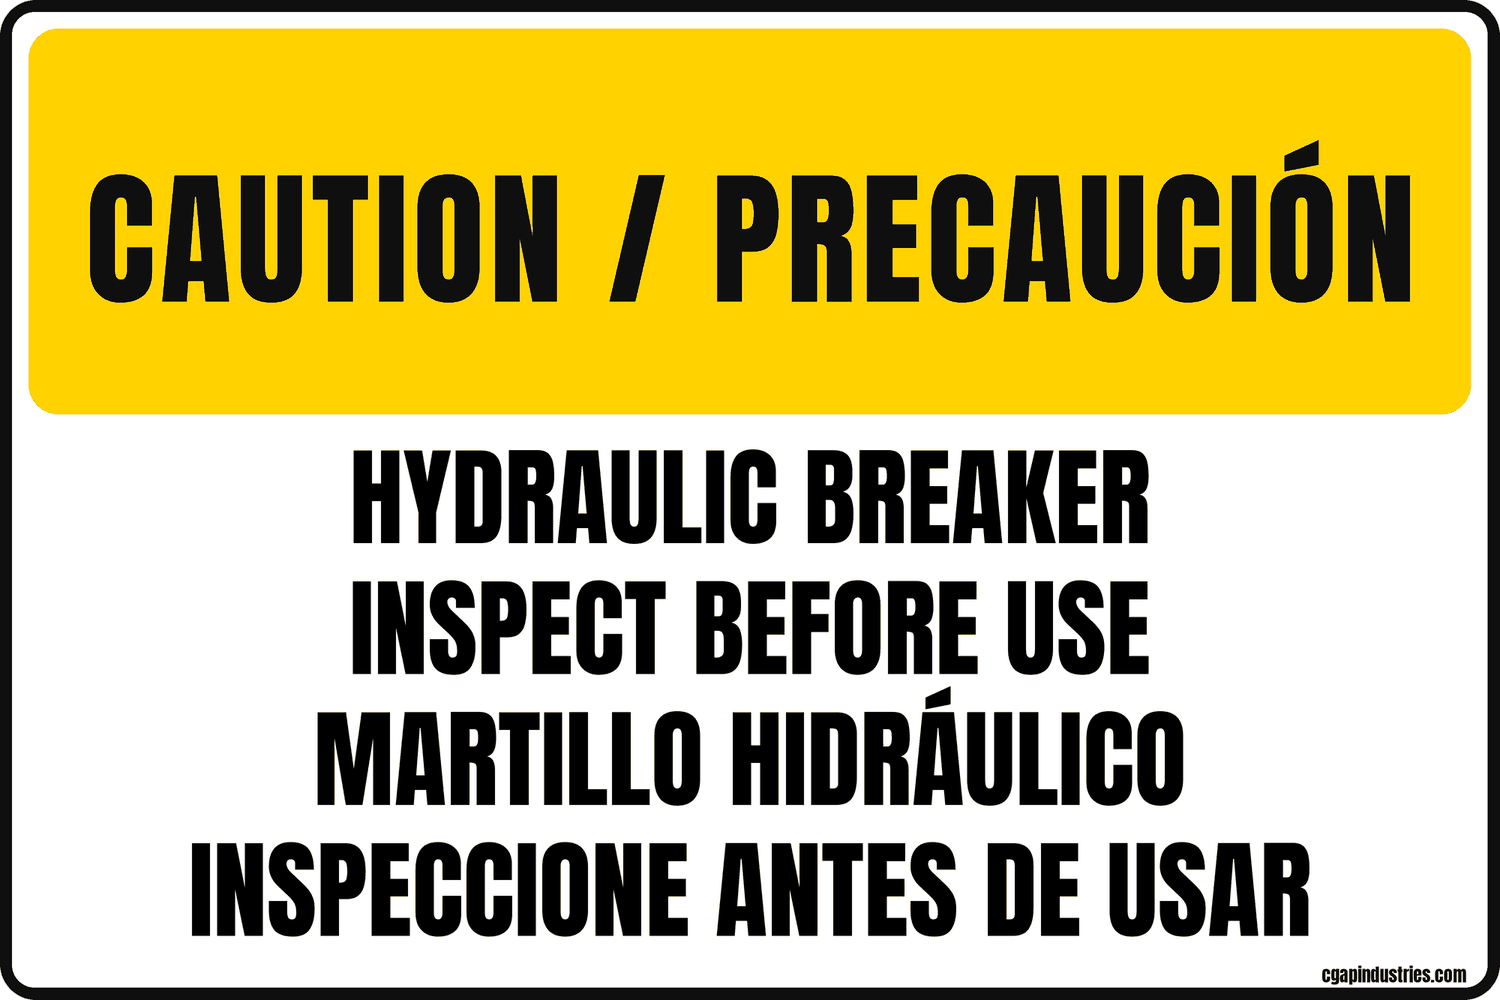 CAUTION / PRECAUCIÓN
HYDRAULIC BREAKER
INSPECT BEFORE USE
MARTILLO HIDRÁULICO
INSPECCIONE ANTES DE USAR
cgapindustries.com